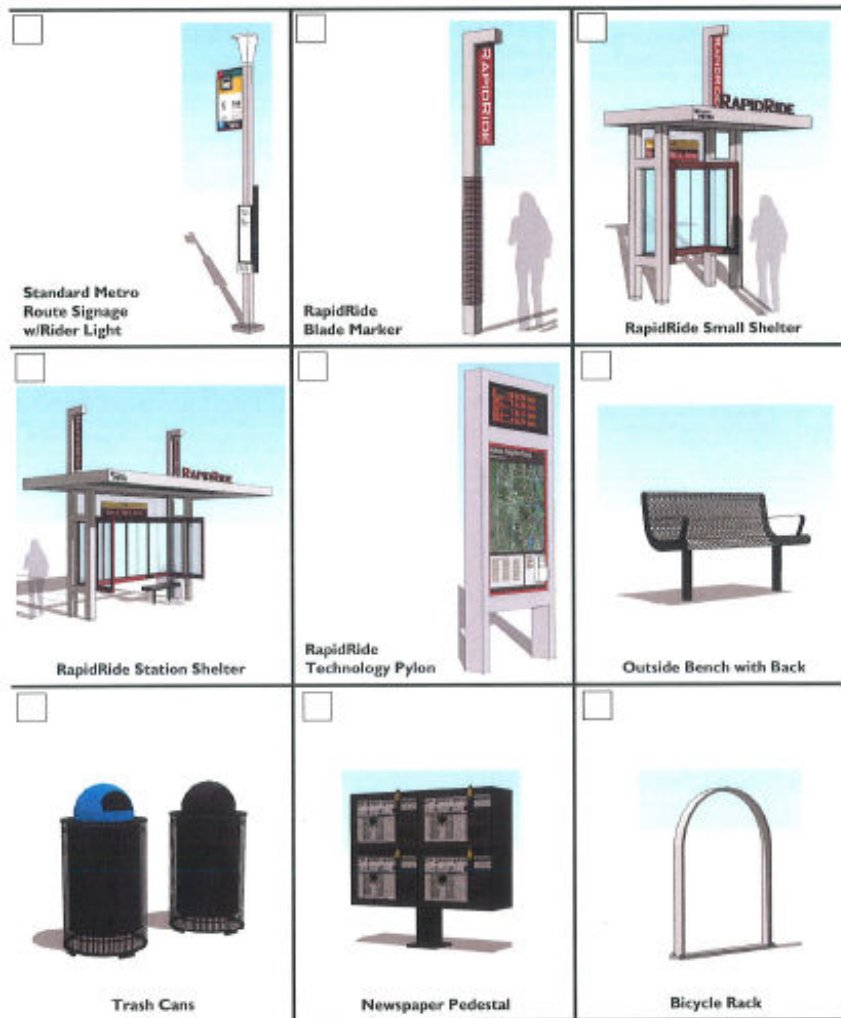 RAPIDRIDE
Standard Metro
Route Signage
w/Rider Light
RAPIDRIDE
RapidRide
Blade Marker
RAPIDRIDE
RapidRide Small Shelter
RAPIDRIDE
RapidRide Station Shelter
RapidRide
Technology Pylon
Outside Bench with Back
Trash Cans
Newspaper Pedestal
Bicycle Rack